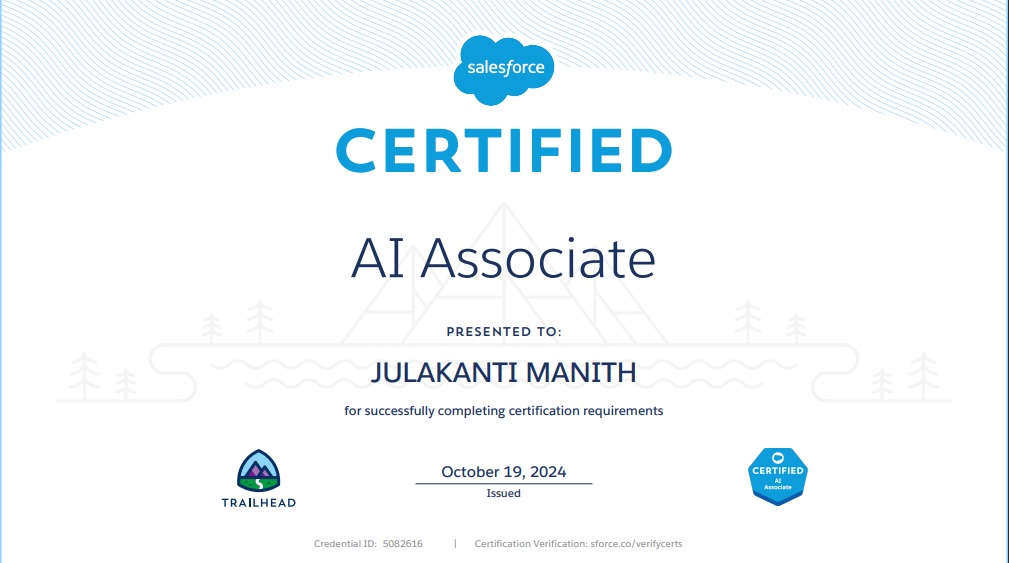 salesforce
CERTIFIED
AI Associate
PRESENTED TO:
JULAKANTI MANITH
for successfully completing certification requirements
October 19, 2024
Issued
TRAILHEAD
CERTIFIED
AI
Associate
Credential ID: 5082616 | Certification Verification: sforce.co/verifycerts